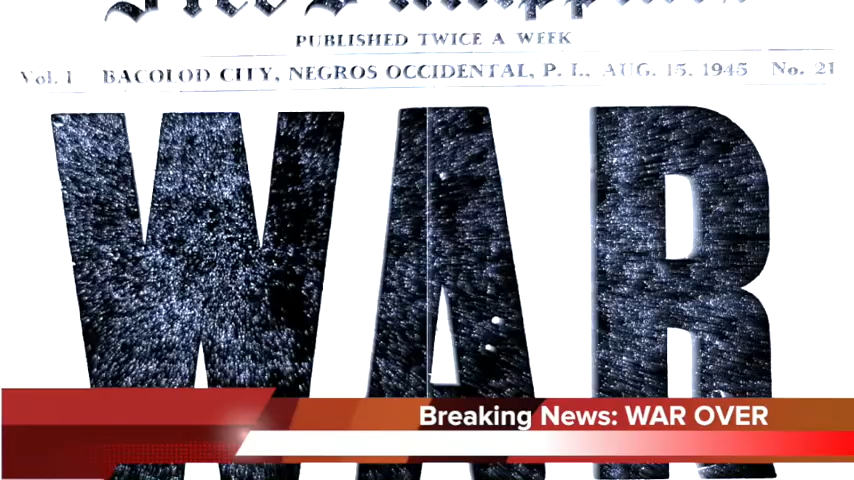 PUBLISHED TWICE A WEEK
Vol. I BACOLOD CITY, NEGROS OCCIDENTAL, P. I., AUG. 15, 1945 No. 21
WAR
Breaking News: WAR OVER